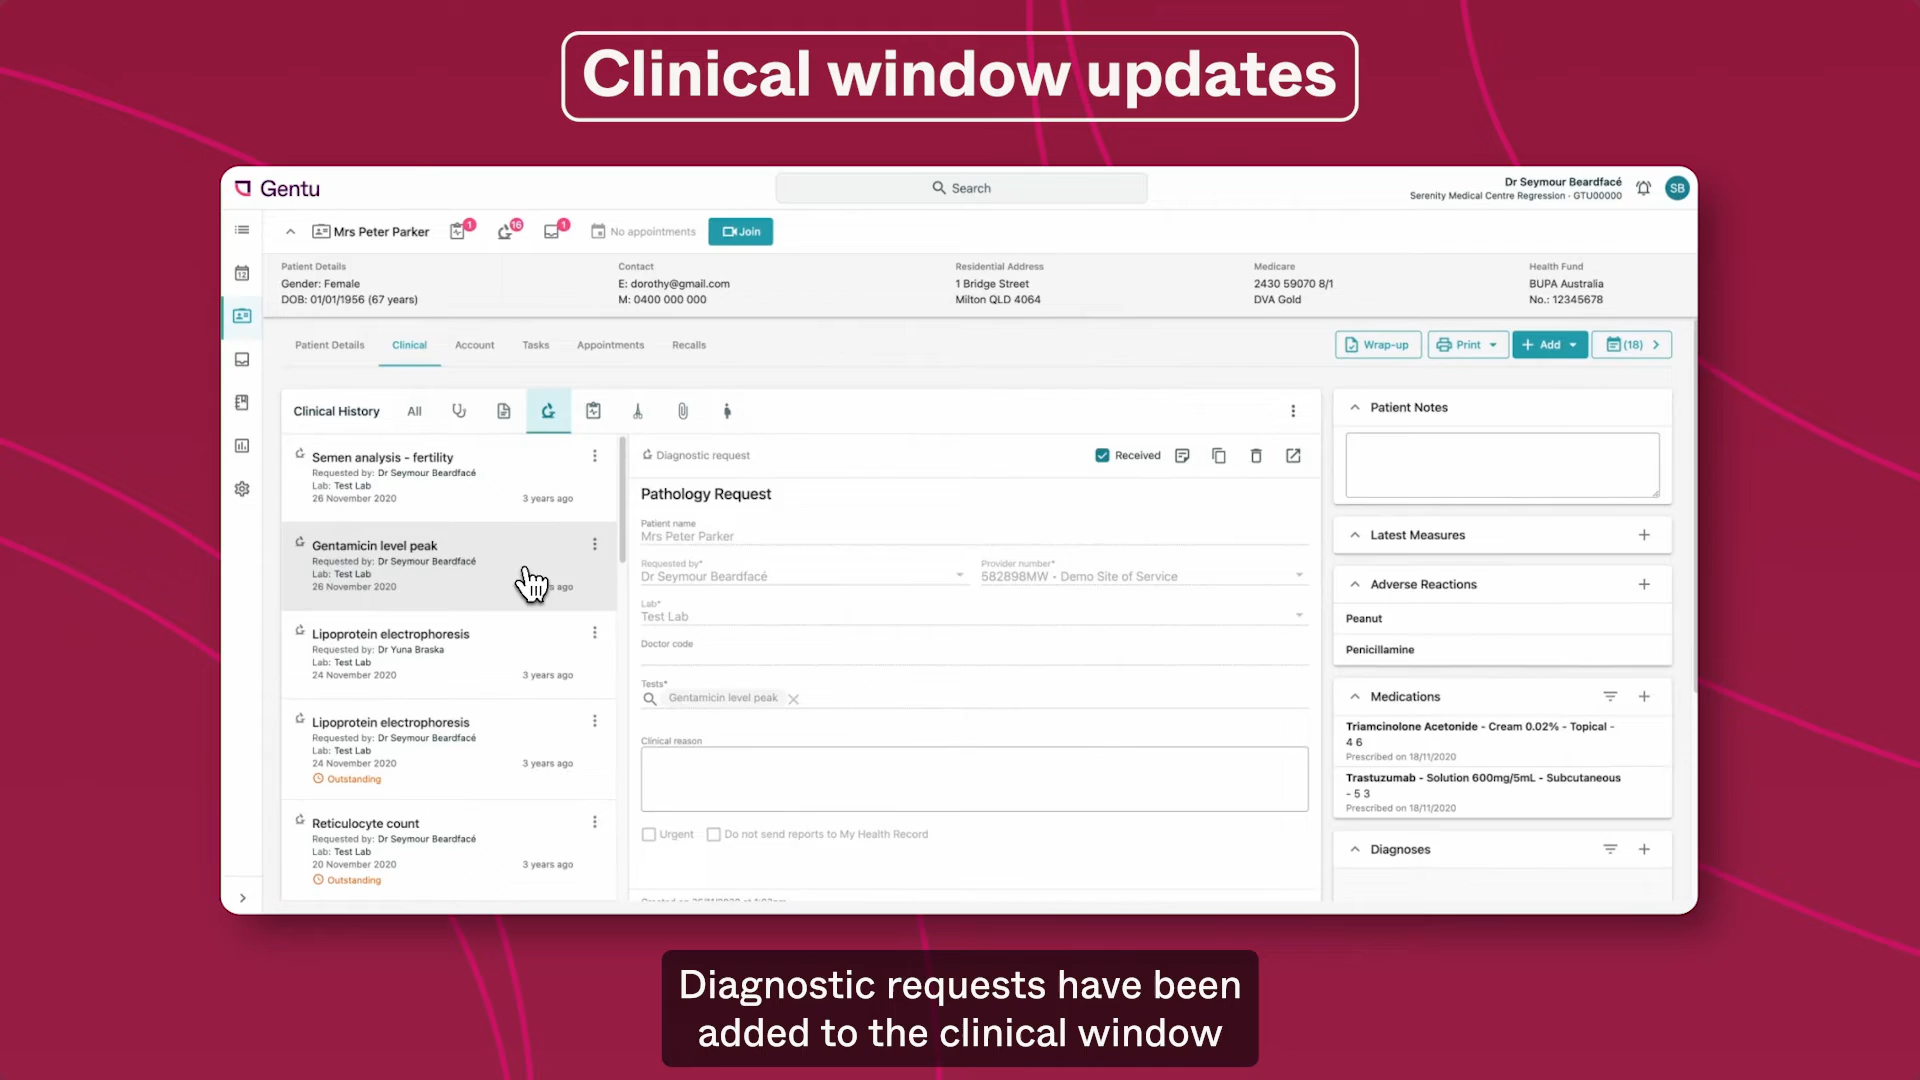 Clinical window updates
Gentu
Search
Dr Seymour Beardfacé
Serenity Medical Centre Regression - GTU00000
SB
Mrs Peter Parker
1
16
1
No appointments
Join
Patient Details
Gender: Female
DOB: 01/01/1956 (67 years)
Contact
E: dorothy@gmail.com
M: 0400 000 000
Residential Address
1 Bridge Street
Milton QLD 4064
Medicare
2430 59070 8/1
DVA Gold
Health Fund
BUPA Australia
No.: 12345678
12
Patient Details
Clinical
Account
Tasks
Appointments
Recalls
Wrap-up
Print
+ Add
(18)
Clinical History
All
Semen analysis - fertility
Requested by: Dr Seymour Beardfacé
Lab: Test Lab
26 November 2020
3 years ago
Gentamicin level peak
Requested by: Dr Seymour Beardfacé
Lab: Test Lab
26 November 2020
ago
Lipoprotein electrophoresis
Requested by: Dr Yuna Braska
Lab: Test Lab
24 November 2020
3 years ago
Lipoprotein electrophoresis
Requested by: Dr Seymour Beardfacé
Lab: Test Lab
24 November 2020
3 years ago
Outstanding
Reticulocyte count
Requested by: Dr Seymour Beardfacé
Lab: Test Lab
20 November 2020
3 years ago
Outstanding
Diagnostic request
Received
Pathology Request
Patient name
Mrs Peter Parker
Requested by*
Dr Seymour Beardfacé
Provider number*
582898MW - Demo Site of Service
Lab*
Test Lab
Doctor code
Tests*
Gentamicin level peak
Clinical reason
Urgent
Do not send reports to My Health Record
Patient Notes
Latest Measures
Adverse Reactions
Peanut
Penicillamine
Medications
Triamcinolone Acetonide - Cream 0.02% - Topical -
4 6
Prescribed on 18/11/2020
Trastuzumab - Solution 600mg/5mL - Subcutaneous
- 5 3
Prescribed on 18/11/2020
Diagnoses
Diagnostic requests have been
added to the clinical window